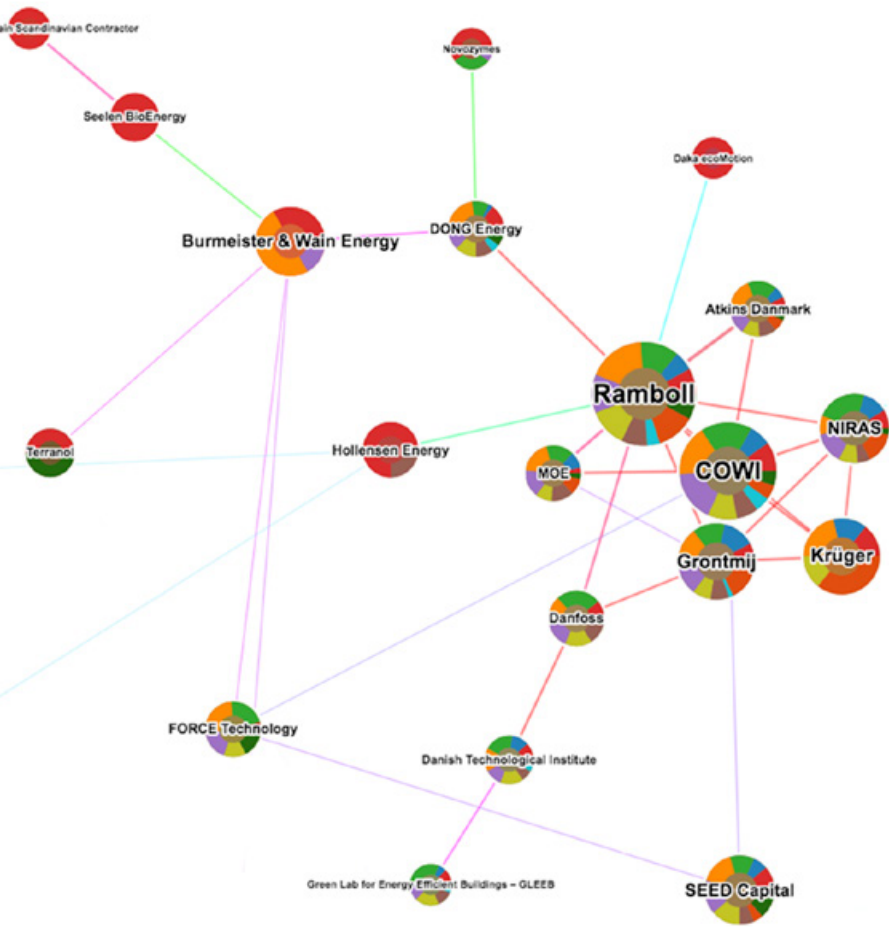 Scandinavian Contractor
Novozymes
Seelen BioEnergy
Daka ecoMotion
DONG Energy
Burmeister & Wain Energy
Atkins Danmark
Ramboll
NIRAS
Terranol
Hollensen Energy
MOE
COWI
Grontmij
Krüger
Danfoss
FORCE Technology
Danish Technological Institute
Green Lab for Energy Efficient Buildings – GLEEB
SEED Capital